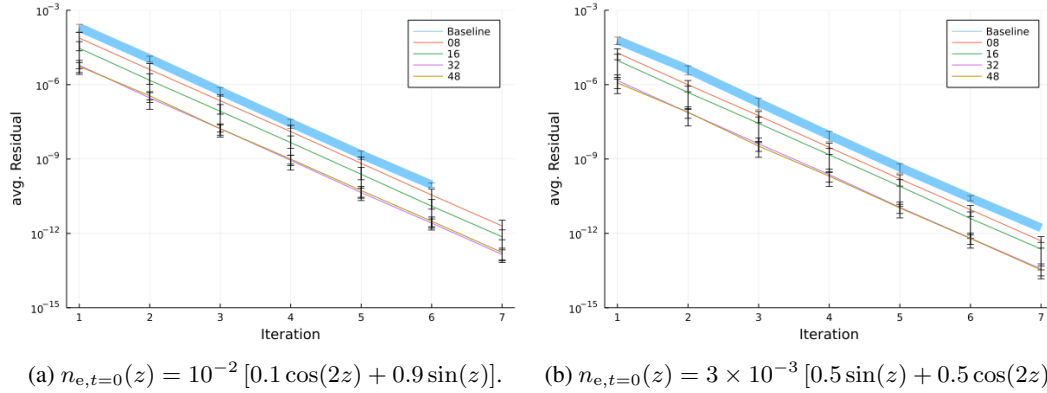 10⁻³
10⁻⁶
10⁻⁹
10⁻¹²
10⁻¹⁵
avg. Residual
Baseline
08
16
32
48
1 2 3 4 5 6 7
Iteration
10⁻³
10⁻⁶
10⁻⁹
10⁻¹²
10⁻¹⁵
avg. Residual
Baseline
08
16
32
48
1 2 3 4 5 6 7
Iteration
(a) nₑ,ₜ₌₀(z) = 10⁻² [0.1 cos(2z) + 0.9 sin(z)].
(b) nₑ,ₜ₌₀(z) = 3 × 10⁻³ [0.5 sin(z) + 0.5 cos(2z)